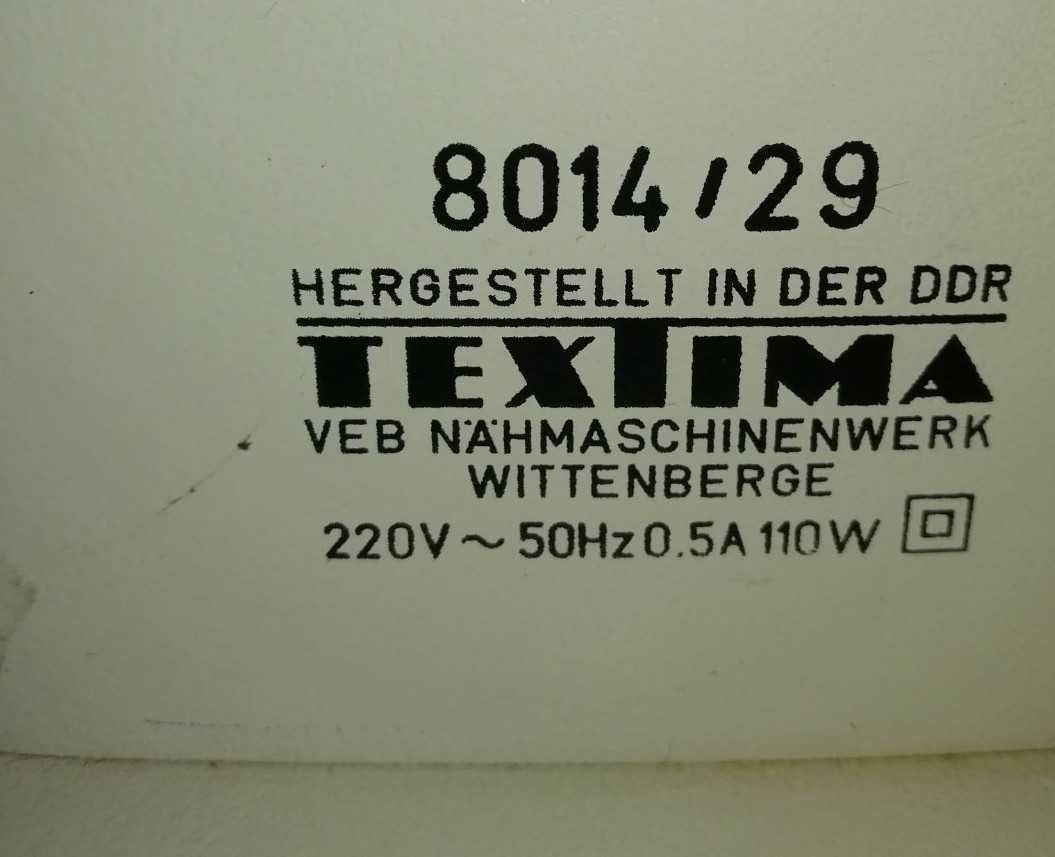 8014/29
HERGESTELLT IN DER DDR
TEXTIMA
VEB NÄHMASCHINENWERK
WITTENBERGE
220V ~ 50Hz 0.5A 110W